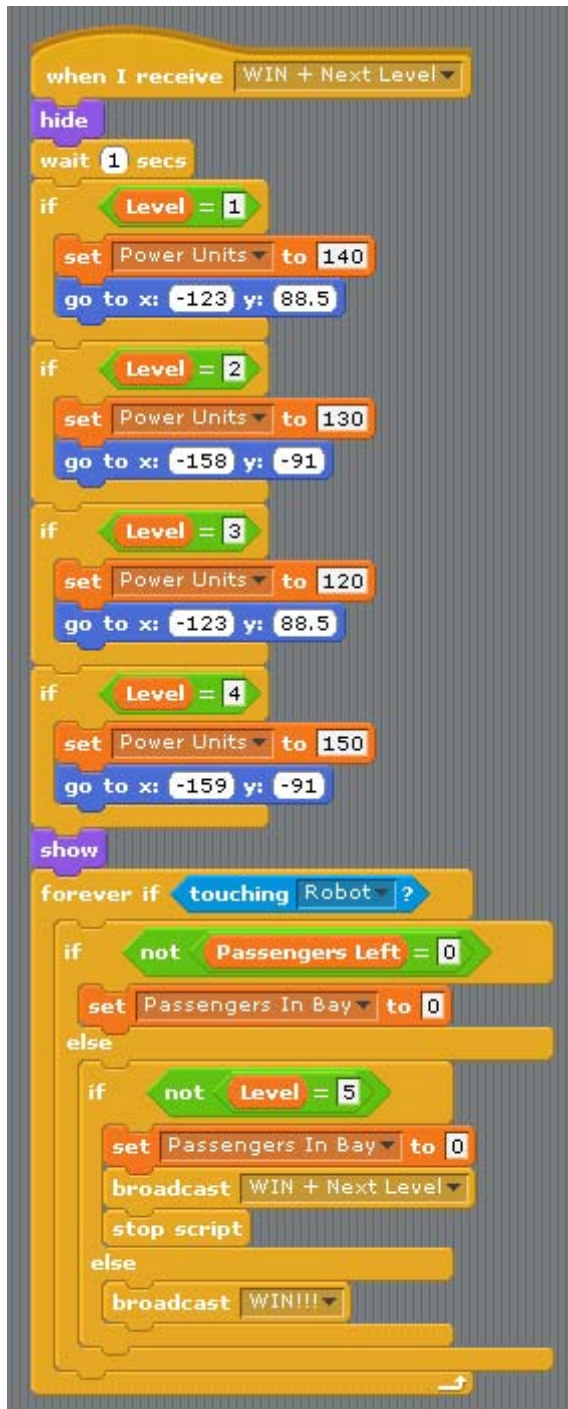 when I receive WIN + Next Level
hide
wait 1 secs
if Level = 1
set Power Units to 140
go to x: -123 y: 88.5
if Level = 2
set Power Units to 130
go to x: -158 y: -91
if Level = 3
set Power Units to 120
go to x: -123 y: 88.5
if Level = 4
set Power Units to 150
go to x: -159 y: -91
show
forever if touching Robot ?
if not Passengers Left = 0
set Passengers In Bay to 0
else
if not Level = 5
set Passengers In Bay to 0
broadcast WIN + Next Level
stop script
else
broadcast WIN!!!